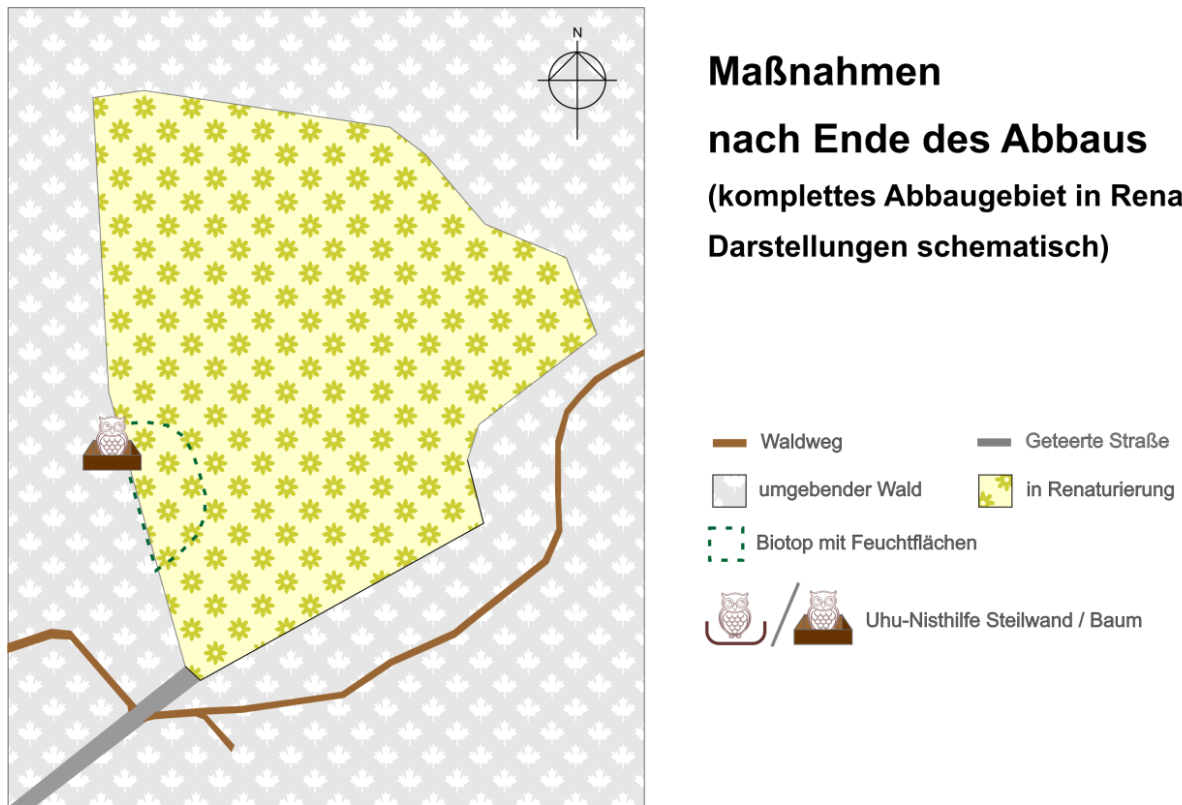 N
Maßnahmen
nach Ende des Abbaus
(komplettes Abbaugebiet in Rena
Darstellungen schematisch)
Waldweg
Geteerte Straße
umgebender Wald
in Renaturierung
Biotop mit Feuchtflächen
Uhu-Nisthilfe Steilwand / Baum